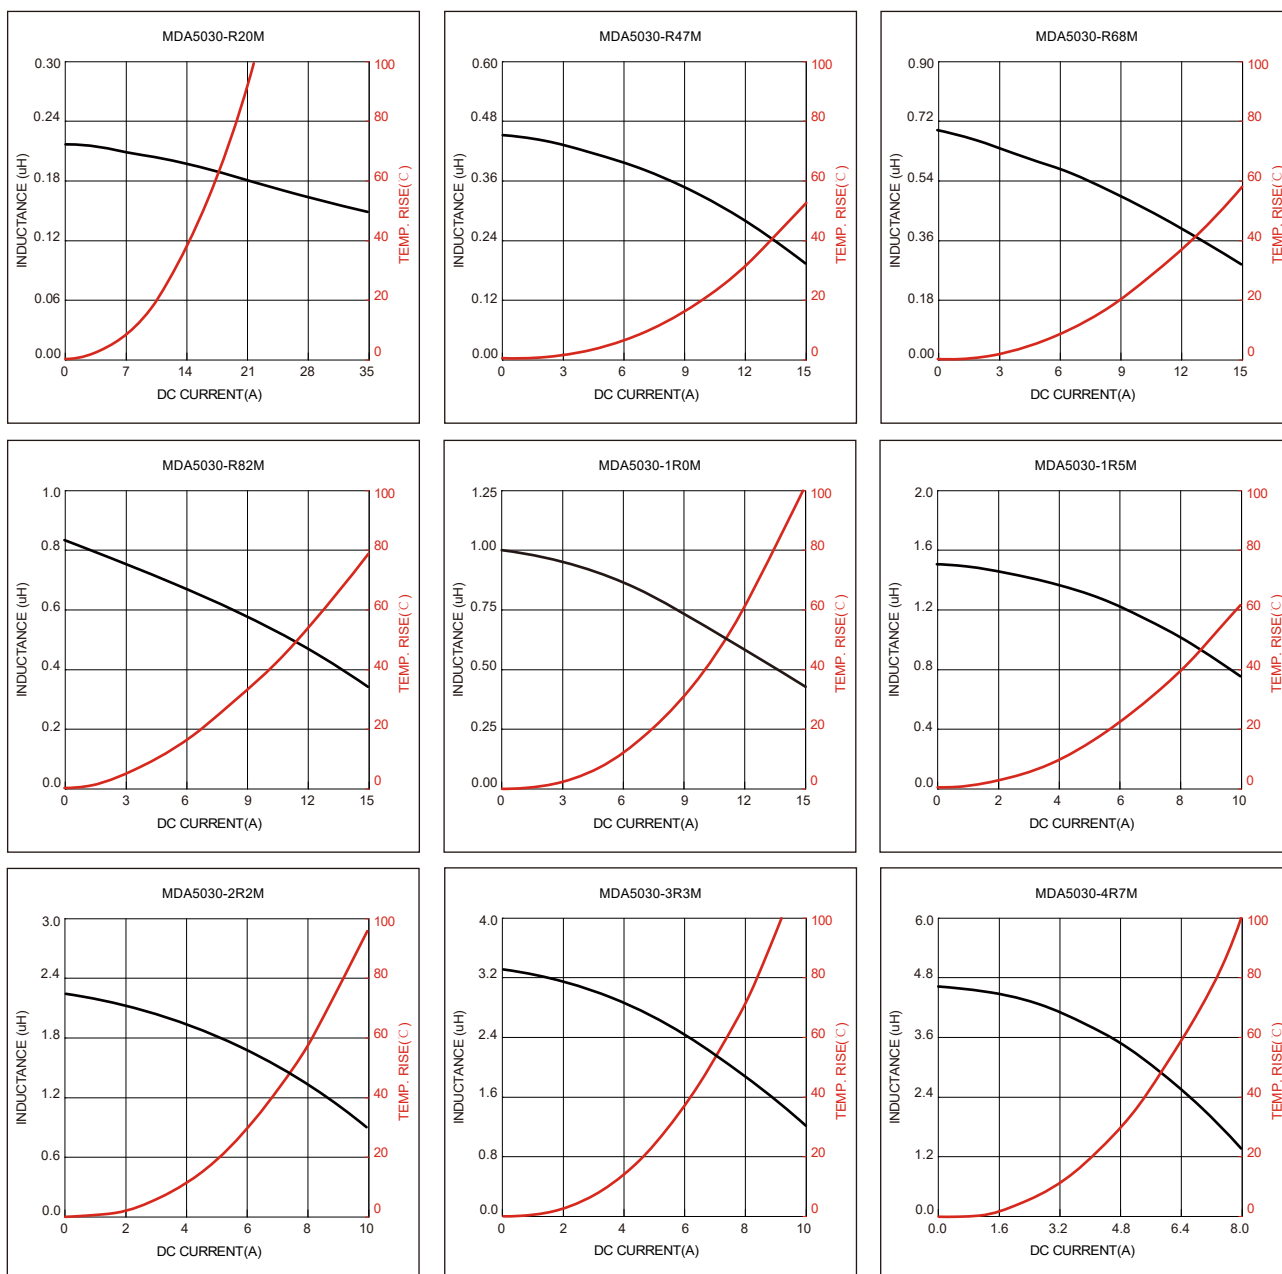 MDA5030-R20M
0.30
0.24
0.18
0.12
0.06
0.00
INDUCTANCE (uH)
100
80
60
40
20
0
TEMP. RISE(℃)
0 7 14 21 28 35
DC CURRENT(A)
MDA5030-R47M
0.60
0.48
0.36
0.24
0.12
0.00
INDUCTANCE (uH)
100
80
60
40
20
0
TEMP. RISE(℃)
0 3 6 9 12 15
DC CURRENT(A)
MDA5030-R68M
0.90
0.72
0.54
0.36
0.18
0.00
INDUCTANCE (uH)
100
80
60
40
20
0
TEMP. RISE(℃)
0 3 6 9 12 15
DC CURRENT(A)
MDA5030-R82M
1.0
0.8
0.6
0.4
0.2
0.0
INDUCTANCE (uH)
100
80
60
40
20
0
TEMP. RISE(℃)
0 3 6 9 12 15
DC CURRENT(A)
MDA5030-1R0M
1.25
1.00
0.75
0.50
0.25
0.00
INDUCTANCE (uH)
100
80
60
40
20
0
TEMP. RISE(℃)
0 3 6 9 12 15
DC CURRENT(A)
MDA5030-1R5M
2.0
1.6
1.2
0.8
0.4
0.0
INDUCTANCE (uH)
100
80
60
40
20
0
TEMP. RISE(℃)
0 2 4 6 8 10
DC CURRENT(A)
MDA5030-2R2M
3.0
2.4
1.8
1.2
0.6
0.0
INDUCTANCE (uH)
100
80
60
40
20
0
TEMP. RISE(℃)
0 2 4 6 8 10
DC CURRENT(A)
MDA5030-3R3M
4.0
3.2
2.4
1.6
0.8
0.0
INDUCTANCE (uH)
100
80
60
40
20
0
TEMP. RISE(℃)
0 2 4 6 8 10
DC CURRENT(A)
MDA5030-4R7M
6.0
4.8
3.6
2.4
1.2
0.0
INDUCTANCE (uH)
100
80
60
40
20
0
TEMP. RISE(℃)
0.0 1.6 3.2 4.8 6.4 8.0
DC CURRENT(A)